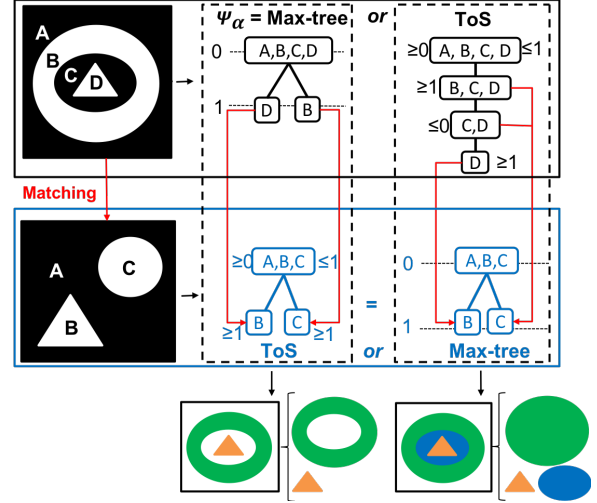 Ψα = Max-tree or ToS
A
B
C
D
0
A,B,C,D
1
D
B
≥0
A, B, C, D
≤1
≥1
B, C, D
≤0
C,D
D
≥1
Matching
A
C
B
≥0
A,B,C
≤1
B
C
≥1
≥1
ToS
=
or
0
A,B,C
1
B
C
Max-tree